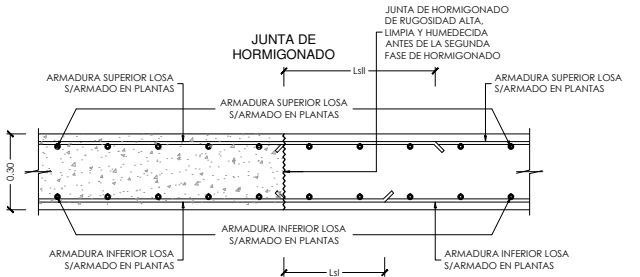 JUNTA DE
HORMIGONADO
JUNTA DE HORMIGONADO
DE RUGOSIDAD ALTA,
LIMPIA Y HUMEDECIDA
ANTES DE LA SEGUNDA
FASE DE HORMIGONADO
LsII
ARMADURA SUPERIOR LOSA
S/ARMADO EN PLANTAS
ARMADURA SUPERIOR LOSA
S/ARMADO EN PLANTAS
ARMADURA SUPERIOR LOSA
S/ARMADO EN PLANTAS
0.30
ARMADURA INFERIOR LOSA
S/ARMADO EN PLANTAS
ARMADURA INFERIOR LOSA
S/ARMADO EN PLANTAS
ARMADURA INFERIOR LOSA
S/ARMADO EN PLANTAS
LsI